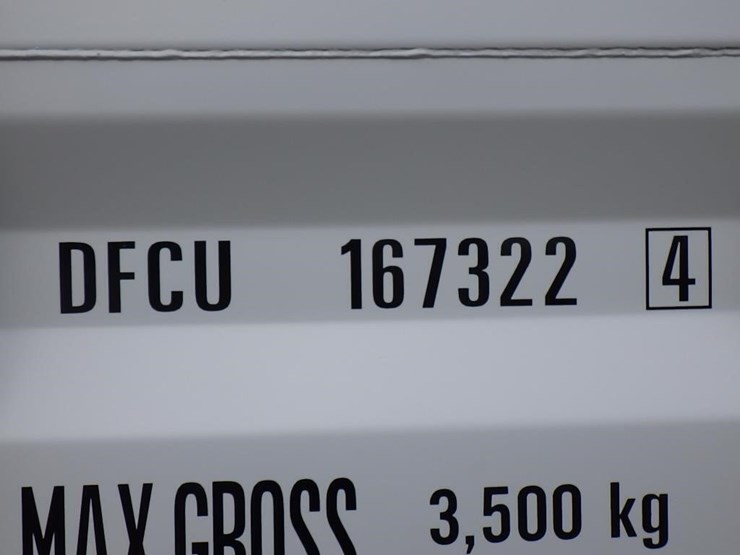 DFCU 167322 4
MAX GROSS 3,500 kg